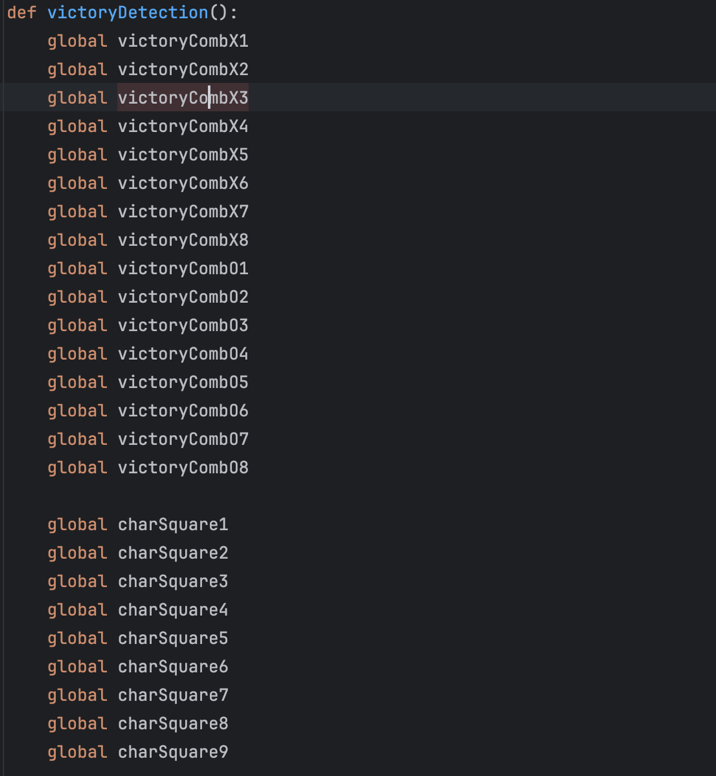 def victoryDetection():
    global victoryCombX1
    global victoryCombX2
    global victoryCombX3
    global victoryCombX4
    global victoryCombX5
    global victoryCombX6
    global victoryCombX7
    global victoryCombX8
    global victoryCombO1
    global victoryCombO2
    global victoryCombO3
    global victoryCombO4
    global victoryCombO5
    global victoryCombO6
    global victoryCombO7
    global victoryCombO8

    global charSquare1
    global charSquare2
    global charSquare3
    global charSquare4
    global charSquare5
    global charSquare6
    global charSquare7
    global charSquare8
    global charSquare9